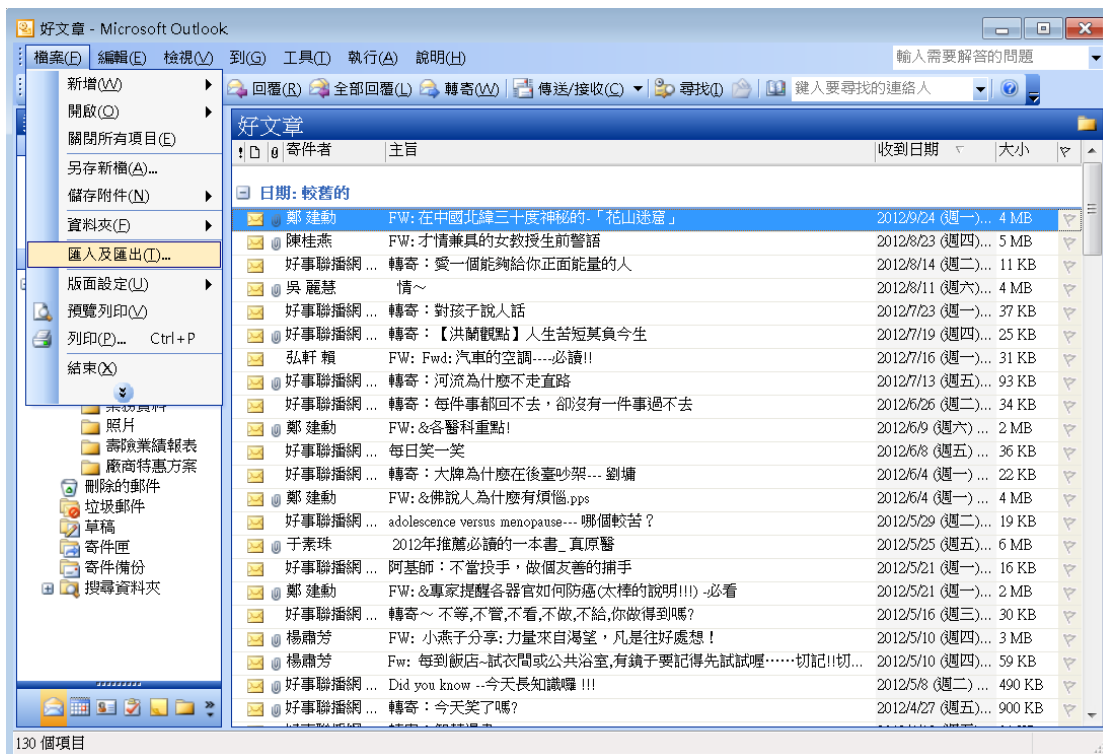 好文章 - Microsoft Outlook
檔案(F) 編輯(E) 檢視(V) 到(G) 工具(T) 執行(A) 說明(H) 輸入需要解答的問題
回覆(R) 全部回覆(L) 轉寄(W) 傳送/接收(C) 尋找(I) 鍵入要尋找的連絡人
新增(W)
開啟(O)
關閉所有項目(E)
另存新檔(A)...
儲存附件(N)
資料夾(F)
匯入及匯出(T)...
版面設定(U)
預覽列印(V)
列印(P)... Ctrl+P
結束(X)
照片
壽險業績報表
廠商特惠方案
刪除的郵件
垃圾郵件
草稿
寄件匣
寄件備份
搜尋資料夾
好文章
寄件者 主旨 收到日期 大小
日期: 較舊的
鄭 建勳 FW: 在中國北緯三十度神秘的-「花山迷窟」 2012/9/24 (週一)... 4 MB
陳桂燕 FW: 才情兼具的女教授生前警語 2012/8/23 (週四)... 5 MB
好事聯播網 ... 轉寄：愛一個能夠給你正面能量的人 2012/8/14 (週二)... 11 KB
吳 麗慧 情～ 2012/8/11 (週六)... 4 MB
好事聯播網 ... 轉寄：對孩子說人話 2012/7/23 (週一)... 37 KB
好事聯播網 ... 轉寄：【洪蘭觀點】人生苦短莫負今生 2012/7/19 (週四)... 25 KB
弘軒 賴 FW: Fwd: 汽車的空調----必讀!! 2012/7/16 (週一)... 31 KB
好事聯播網 ... 轉寄：河流為什麼不走直路 2012/7/13 (週五)... 93 KB
好事聯播網 ... 轉寄：每件事都回不去，卻沒有一件事過不去 2012/6/26 (週二)... 34 KB
鄭 建勳 FW: &各醫科重點! 2012/6/9 (週六) ... 2 MB
好事聯播網 ... 每日笑一笑 2012/6/8 (週五) ... 36 KB
好事聯播網 ... 轉寄：大牌為什麼在後臺吵架--- 劉墉 2012/6/4 (週一) ... 22 KB
鄭 建勳 FW: &佛說人為什麼有煩惱.pps 2012/6/4 (週一) ... 4 MB
好事聯播網 ... adolescence versus menopause--- 哪個較苦？ 2012/5/29 (週二)... 19 KB
于素珠 2012年推薦必讀的一本書_ 真原醫 2012/5/25 (週五)... 6 MB
好事聯播網 ... 阿基師：不當投手，做個友善的捕手 2012/5/21 (週一)... 16 KB
鄭 建勳 FW: &專家提醒各器官如何防癌(太棒的說明!!!) -必看 2012/5/21 (週一)... 2 MB
好事聯播網 ... 轉寄～ 不等,不管,不看,不做,不給,你做得到嗎? 2012/5/16 (週三)... 30 KB
楊肅芳 FW: 小燕子分享: 力量來自渴望，凡是往好處想！ 2012/5/10 (週四)... 3 MB
楊肅芳 Fw: 每到飯店~試衣間或公共浴室,有鏡子要記得先試試喔……切記!!切... 2012/5/10 (週四)... 59 KB
好事聯播網 ... Did you know --今天長知識囉 !!! 2012/5/8 (週二) ... 490 KB
好事聯播網 ... 轉寄：今天笑了嗎? 2012/4/27 (週五)... 900 KB
130 個項目